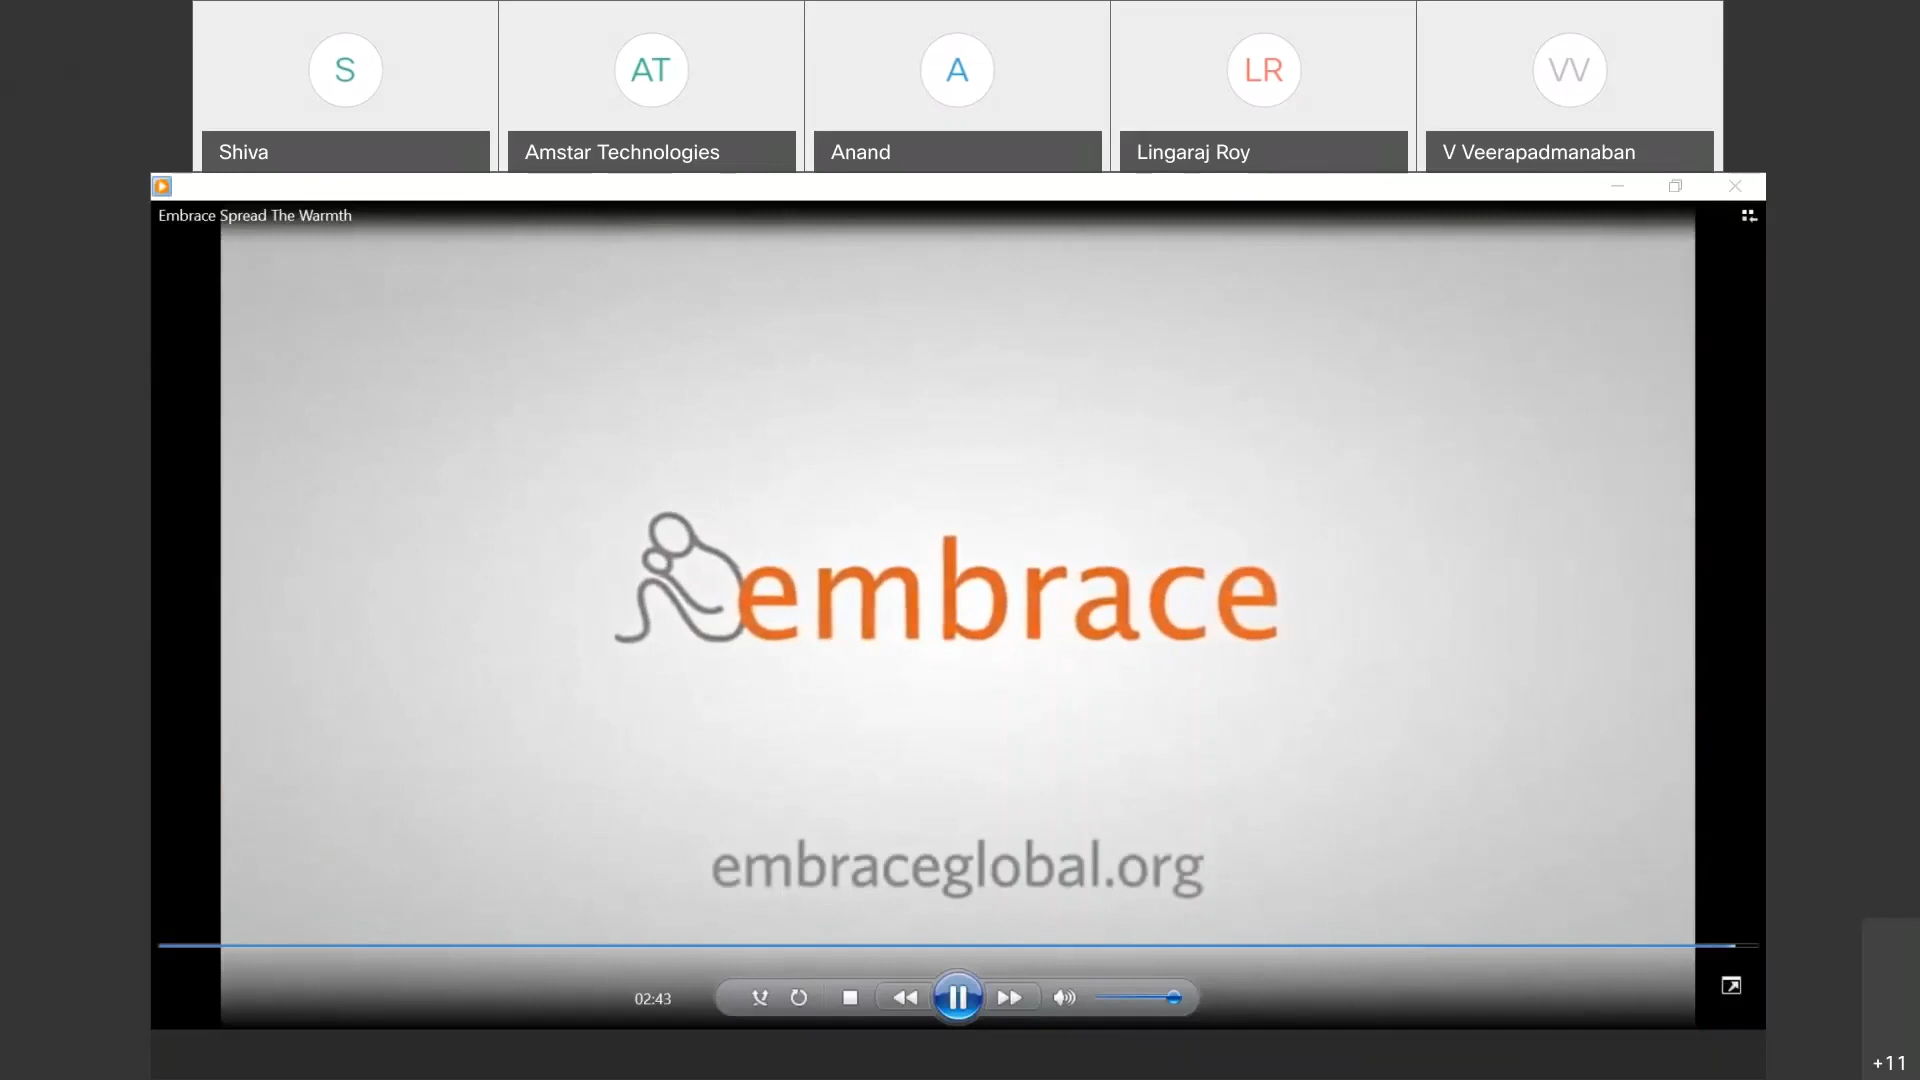 S
AT
A
LR
VV
Shiva
Amstar Technologies
Anand
Lingaraj Roy
V Veerapadmanaban
Embrace Spread The Warmth
embrace
embraceglobal.org
02:43
+11